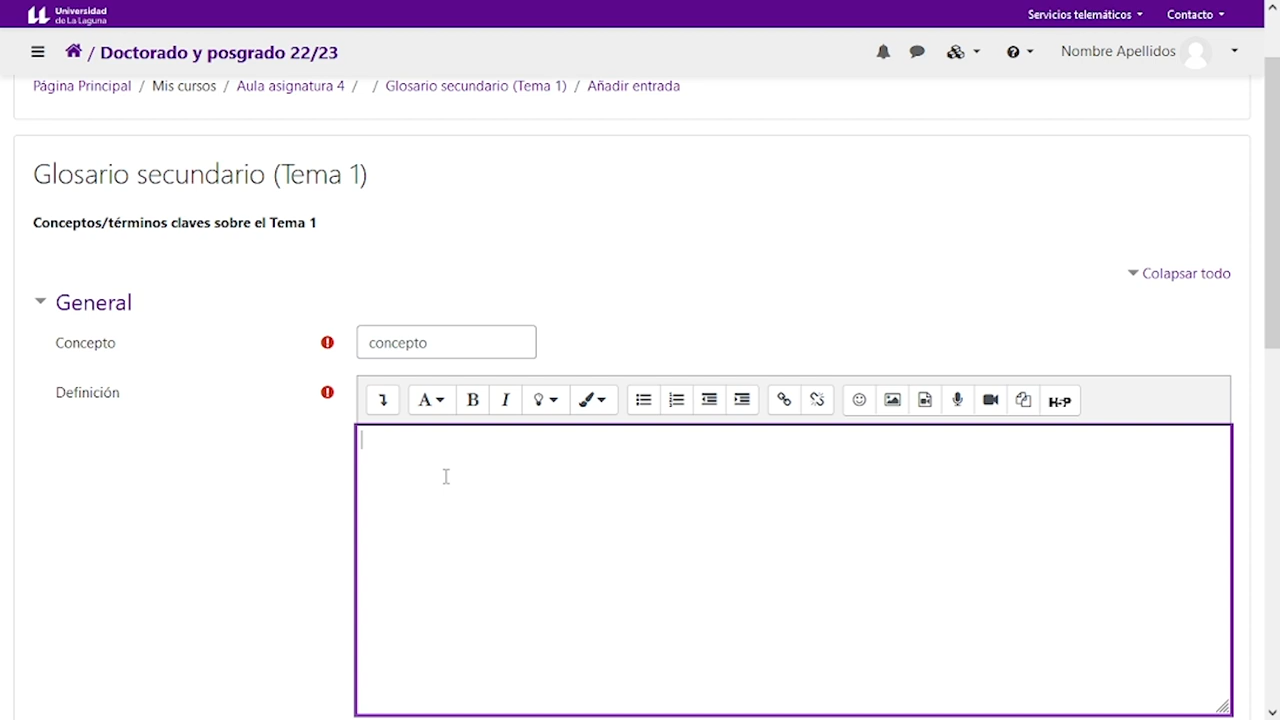 Universidad
de La Laguna
Servicios telemáticos
Contacto
/ Doctorado y posgrado 22/23
Nombre Apellidos
Página Principal / Mis cursos / Aula asignatura 4 / / Glosario secundario (Tema 1) / Añadir entrada
Glosario secundario (Tema 1)
Conceptos/términos claves sobre el Tema 1
Colapsar todo
General
Concepto
concepto
Definición
A B I H-P